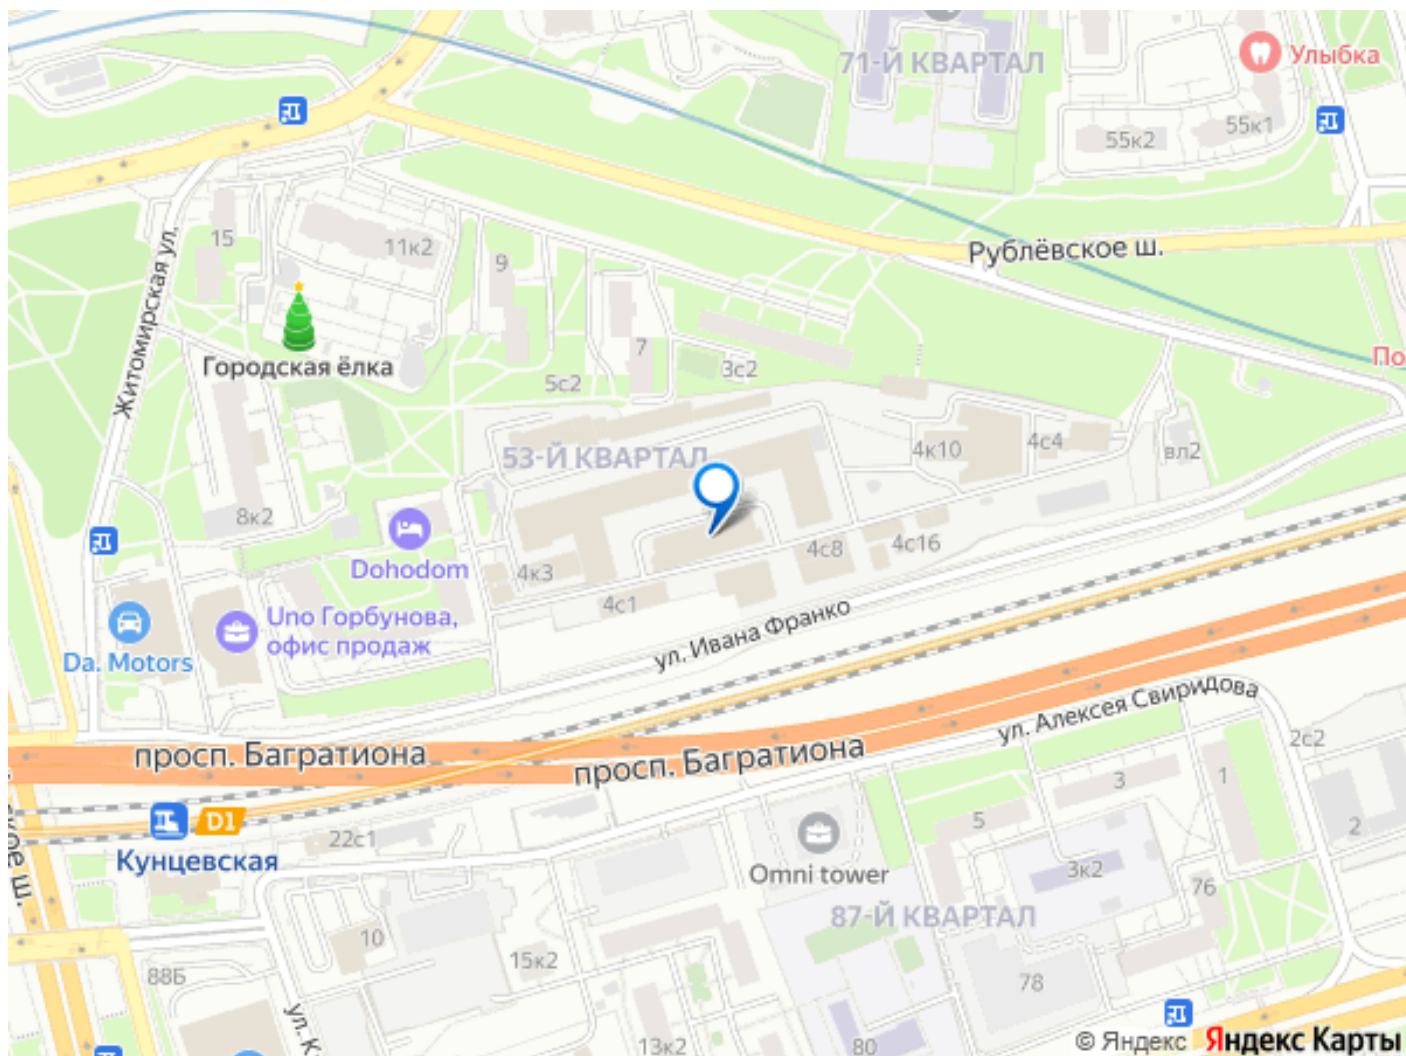 71-Й КВАРТАЛ
Улыбка
55к2
55к1
15
11к2
9
Рублёвское ш.
Житомирская ул.
Городская ёлка
7
3с2
5с2
По
53-Й КВАРТАЛ
4к10
4с4
вл2
8к2
Dohodom
4к3
4с1
4с8
4с16
Uno Горбунова,
офис продаж
Da. Motors
ул. Ивана Франко
ул. Алексея Свиридова
просп. Багратиона
просп. Багратиона
2с2
3
1
5
2
D1
Кунцевская
22с1
Omni tower
3к2
76
87-Й КВАРТАЛ
10
15к2
88Б
78
ул. К
13к2
80
ское ш.
© Яндекс Яндекс Карты